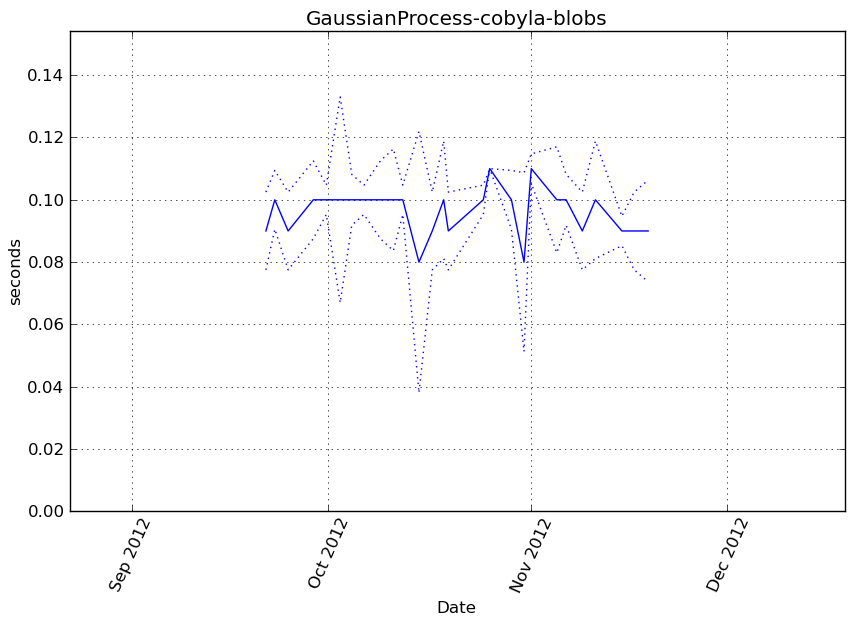 GaussianProcess-cobyla-blobs
0.14
0.12
0.10
0.08
0.06
0.04
0.02
0.00
seconds
Sep 2012
Oct 2012
Nov 2012
Dec 2012
Date